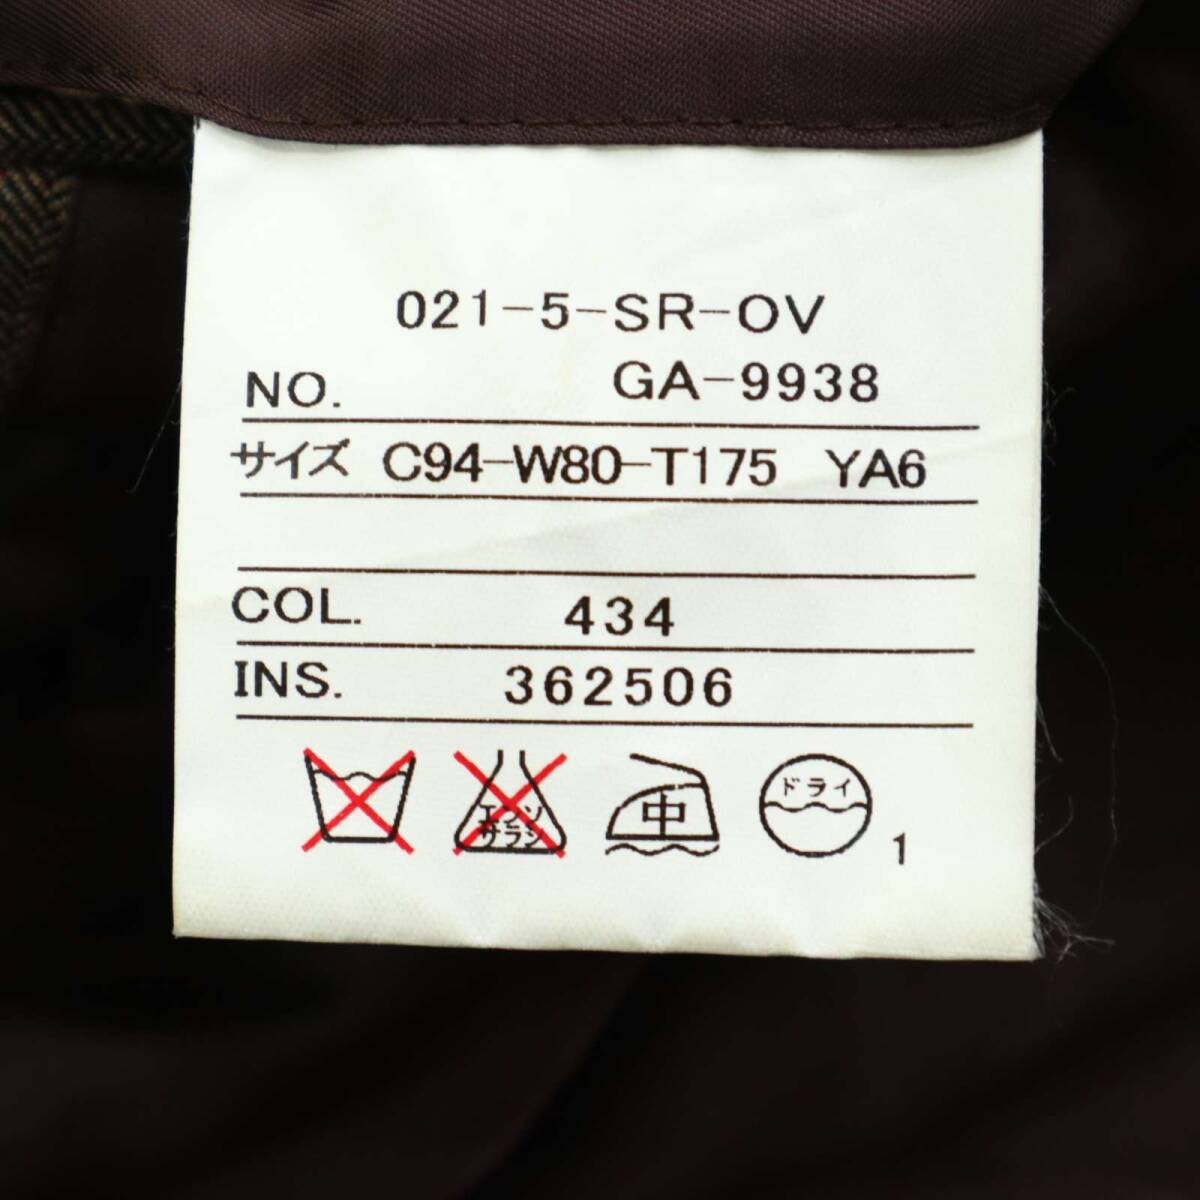 021-5-SR-OV
NO. GA-9938
サイズ C94-W80-T175 YA6
COL. 434
INS. 362506
エンソ
サラシ
中
ドライ
1